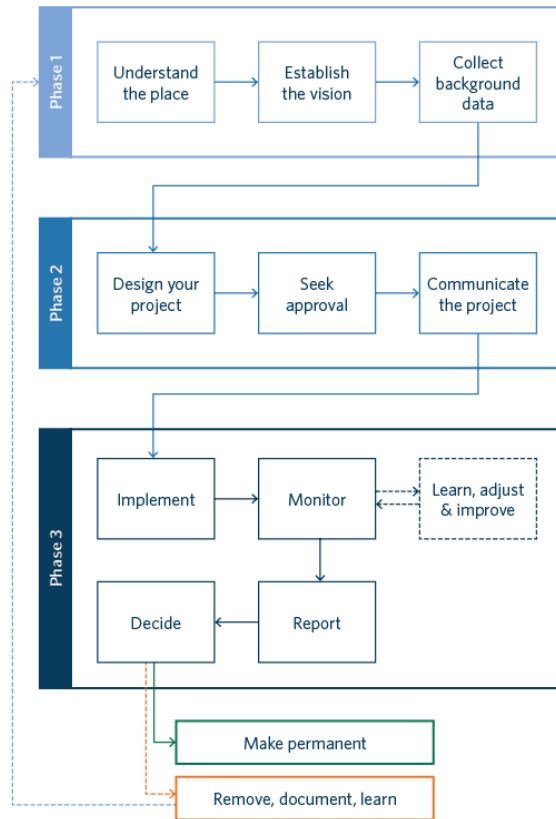 Phase 1
Understand
the place
Establish
the vision
Collect
background
data
Phase 2
Design your
project
Seek
approval
Communicate
the project
Phase 3
Implement
Monitor
Learn, adjust
& improve
Decide
Report
Make permanent
Remove, document, learn